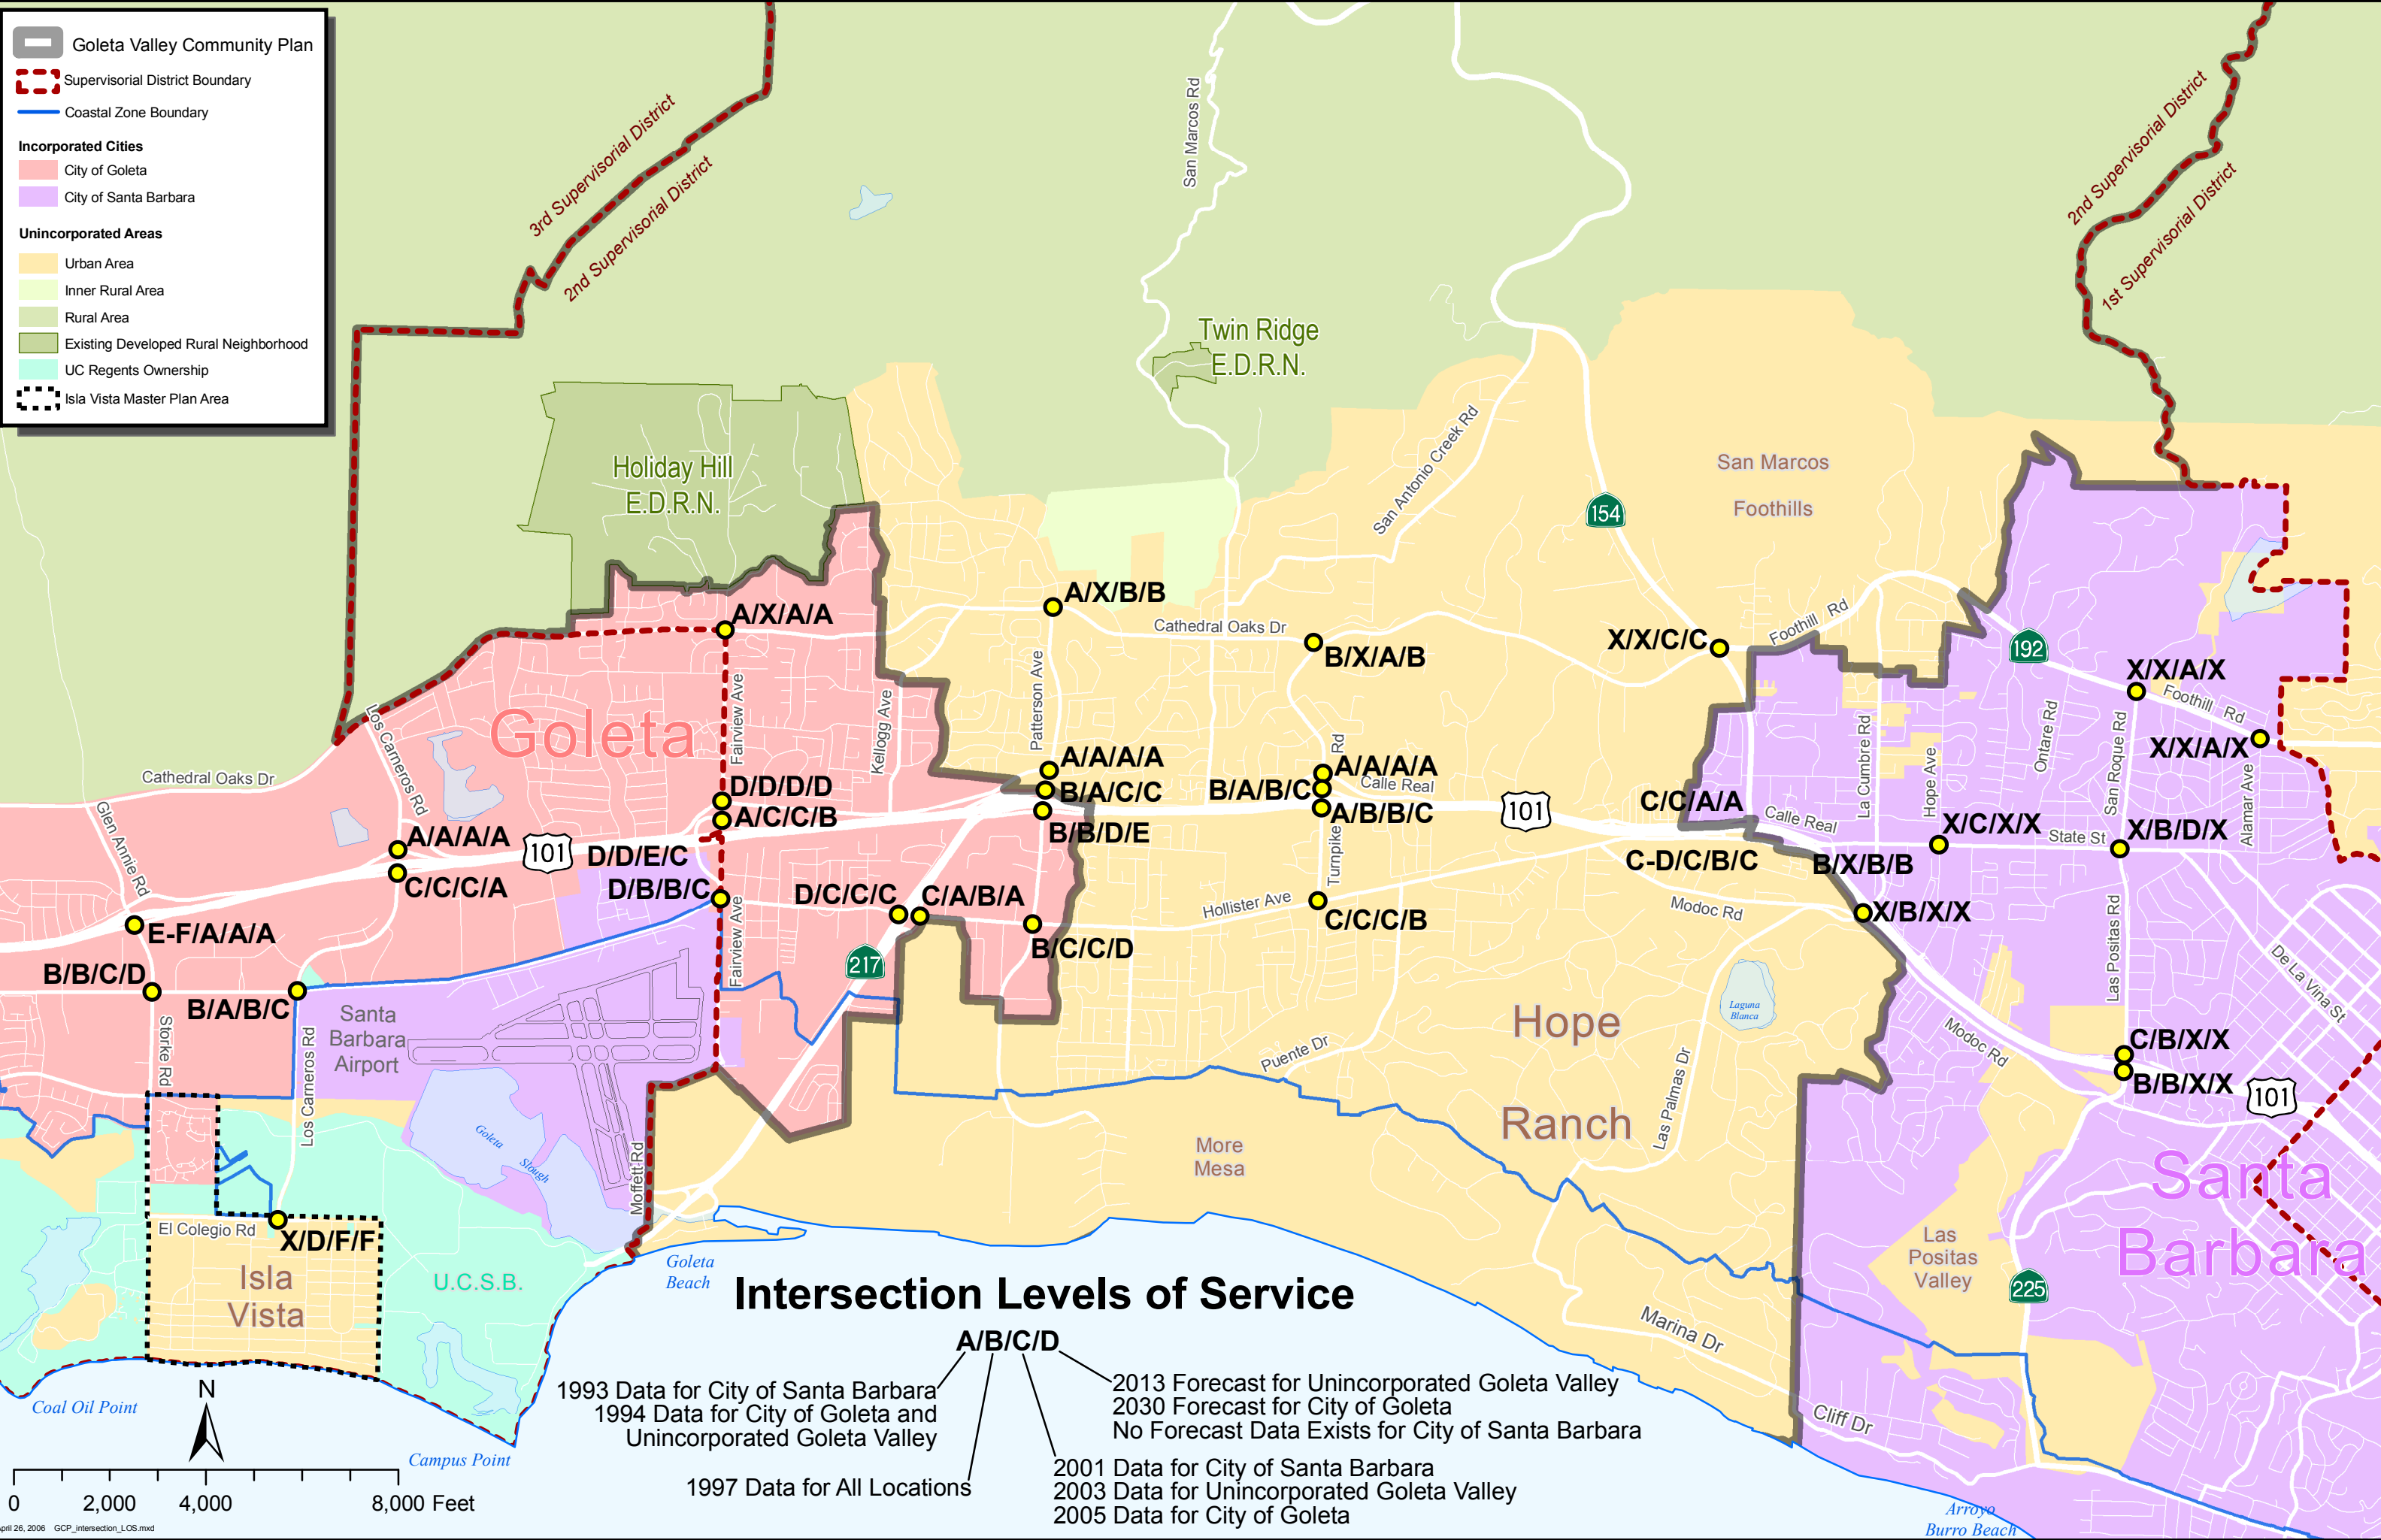 Goleta Valley Community Plan
Supervisorial District Boundary
Coastal Zone Boundary
Incorporated Cities
City of Goleta
City of Santa Barbara
Unincorporated Areas
Urban Area
Inner Rural Area
Rural Area
Existing Developed Rural Neighborhood
UC Regents Ownership
Isla Vista Master Plan Area
3rd Supervisorial District
2nd Supervisorial District
San Marcos Rd
2nd Supervisorial District
1st Supervisorial District
Twin Ridge
E.D.R.N.
Holiday Hill
E.D.R.N.
San Antonio Creek Rd
154
San Marcos
Foothills
A/X/A/A
A/X/B/B
Cathedral Oaks Dr
B/X/A/B
X/X/C/C
Foothill Rd
192
X/X/A/X
Foothill Rd
X/X/A/X
Goleta
Los Carneros Rd
Fairview Ave
Kellogg Ave
Patterson Ave
Turnpike Rd
La Cumbre Rd
Hope Ave
Ontare Rd
San Roque Rd
Alamar Ave
Cathedral Oaks Dr
Glen Annie Rd
D/D/D/D
A/C/C/B
A/A/A/A
B/A/C/C
B/B/D/E
B/A/B/C
A/A/A/A
Calle Real
A/B/B/C
101
C/C/A/A
Calle Real
X/C/X/X
State St
X/B/D/X
A/A/A/A
101
C/C/C/A
D/D/E/C
D/B/B/C
D/C/C/C
C/A/B/A
C-D/C/B/C
B/X/B/B
X/B/X/X
Modoc Rd
Hollister Ave
C/C/C/B
B/C/C/D
E-F/A/A/A
B/B/C/D
B/A/B/C
217
Fairview Ave
Las Positas Rd
De La Vina St
Santa
Barbara
Airport
Storke Rd
Los Carneros Rd
Laguna
Blanca
Hope
Ranch
Puente Dr
Las Palmas Dr
Modoc Rd
C/B/X/X
B/B/X/X
101
Goleta
Slough
Moffett Rd
More
Mesa
Santa
Barbara
El Colegio Rd
X/D/F/F
Isla
Vista
U.C.S.B.
Goleta
Beach
Las
Positas
Valley
225
Marina Dr
Cliff Dr
Intersection Levels of Service
A/B/C/D
1993 Data for City of Santa Barbara
1994 Data for City of Goleta and
Unincorporated Goleta Valley
1997 Data for All Locations
2013 Forecast for Unincorporated Goleta Valley
2030 Forecast for City of Goleta
No Forecast Data Exists for City of Santa Barbara
2001 Data for City of Santa Barbara
2003 Data for Unincorporated Goleta Valley
2005 Data for City of Goleta
Coal Oil Point
Campus Point
N
0 2,000 4,000 8,000 Feet
Arroyo
Burro Beach
April 26, 2006 GCP_intersection_LOS.mxd